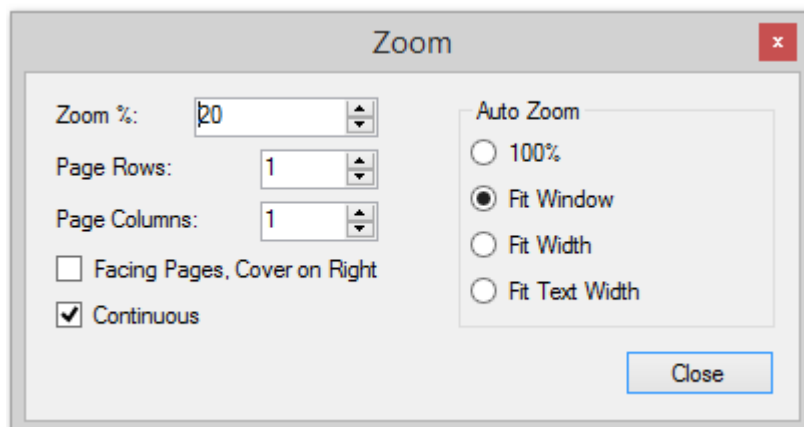 Zoom
x
Zoom %:
20
Page Rows:
1
Page Columns:
1
Facing Pages, Cover on Right
Continuous
Auto Zoom
100%
Fit Window
Fit Width
Fit Text Width
Close